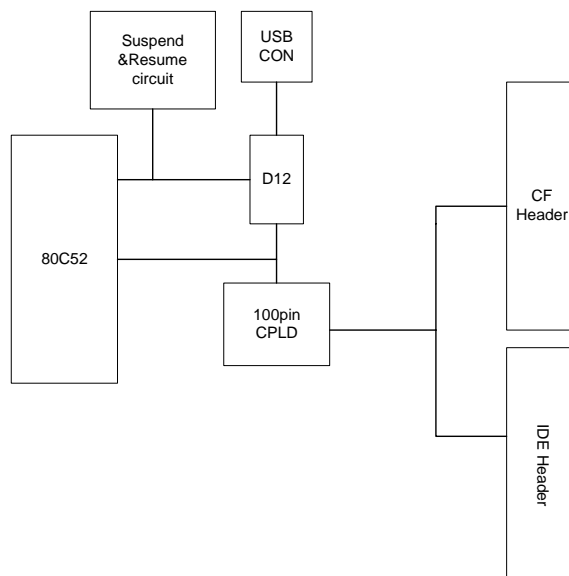 Suspend
&Resume
circuit
USB
CON
D12
CF
Header
80C52
100pin
CPLD
IDE Header